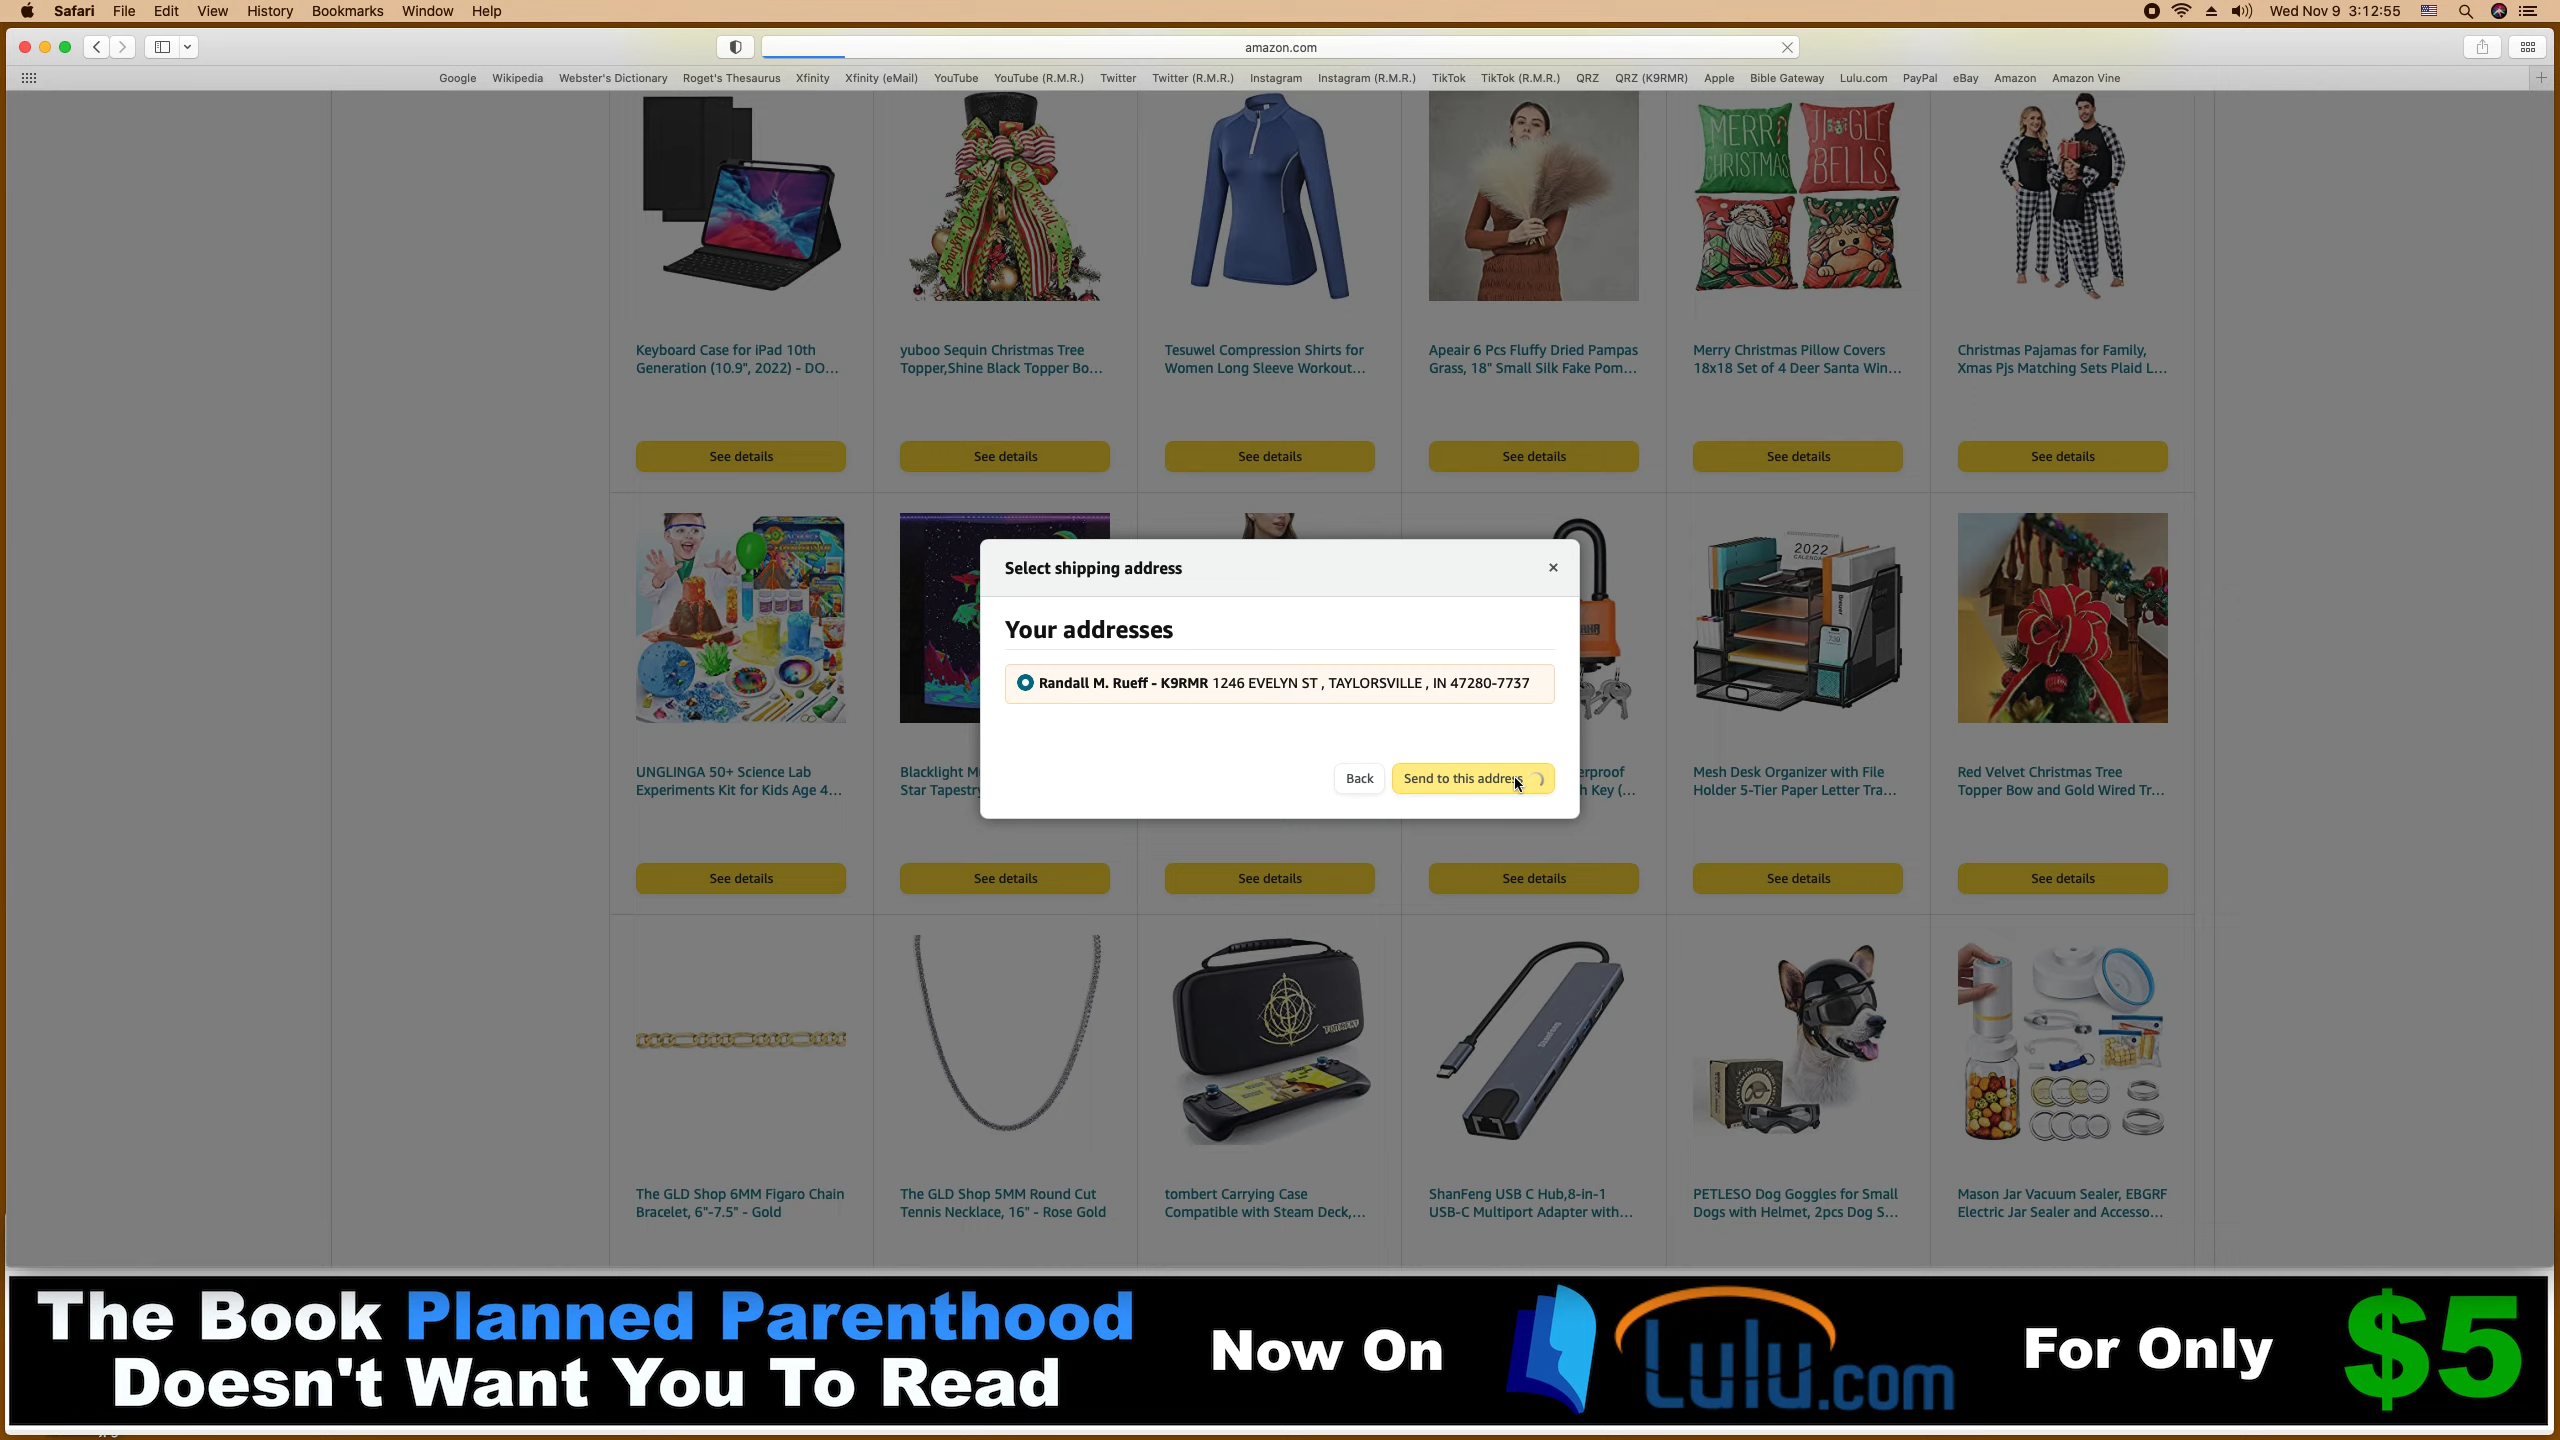 Safari File Edit View History Bookmarks Window Help
Wed Nov 9 3:12:55
amazon.com
Google Wikipedia Webster's Dictionary Roget's Thesaurus Xfinity Xfinity (eMail) YouTube YouTube (R.M.R.) Twitter Twitter (R.M.R.) Instagram Instagram (R.M.R.) TikTok TikTok (R.M.R.) QRZ QRZ (K9RMR) Apple Bible Gateway Lulu.com PayPal eBay Amazon Amazon Vine
MERRY CHRISTMAS
JINGLE BELLS
Keyboard Case for iPad 10th
Generation (10.9", 2022) - DO...
yuboo Sequin Christmas Tree
Topper,Shine Black Topper Bo...
Tesuwel Compression Shirts for
Women Long Sleeve Workout...
Apeair 6 Pcs Fluffy Dried Pampas
Grass, 18" Small Silk Fake Pom...
Merry Christmas Pillow Covers
18x18 Set of 4 Deer Santa Win...
Christmas Pajamas for Family,
Xmas Pjs Matching Sets Plaid L...
See details See details See details See details See details See details
2022
CALENDAR
Select shipping address
Your addresses
Randall M. Rueff - K9RMR 1246 EVELYN ST , TAYLORSVILLE , IN 47280-7737
Back
Send to this address
UNGLINGA 50+ Science Lab
Experiments Kit for Kids Age 4...
Blacklight
Star Tapestry
erproof
h Key (...
Mesh Desk Organizer with File
Holder 5-Tier Paper Letter Tra...
Red Velvet Christmas Tree
Topper Bow and Gold Wired Tr...
See details See details See details See details See details See details
TOMBERT
ShanFeng
The GLD Shop 6MM Figaro Chain
Bracelet, 6"-7.5" - Gold
The GLD Shop 5MM Round Cut
Tennis Necklace, 16" - Rose Gold
tombert Carrying Case
Compatible with Steam Deck,...
ShanFeng USB C Hub,8-in-1
USB-C Multiport Adapter with...
PETLESO Dog Goggles for Small
Dogs with Helmet, 2pcs Dog S...
Mason Jar Vacuum Sealer, EBGRF
Electric Jar Sealer and Accesso...
The Book Planned Parenthood
Doesn't Want You To Read
Now On
Lulu.com
For Only
$5